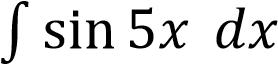 ∫ sin 5x dx